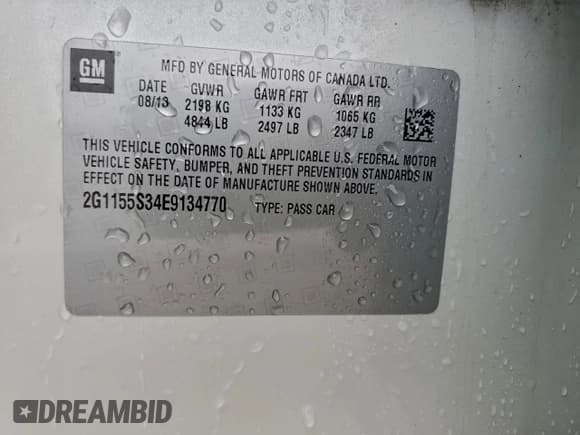 GM
MFD BY GENERAL MOTORS OF CANADA LTD.
DATE GVWR GAWR FRT GAWR RR
08/13 2198 KG 1133 KG 1065 KG
4844 LB 2497 LB 2347 LB
THIS VEHICLE CONFORMS TO ALL APPLICABLE U.S. FEDERAL MOTOR
VEHICLE SAFETY, BUMPER, AND THEFT PREVENTION STANDARDS IN
EFFECT ON THE DATE OF MANUFACTURE SHOWN ABOVE.
2G1155S34E9134770 TYPE: PASS CAR
DREAMBID